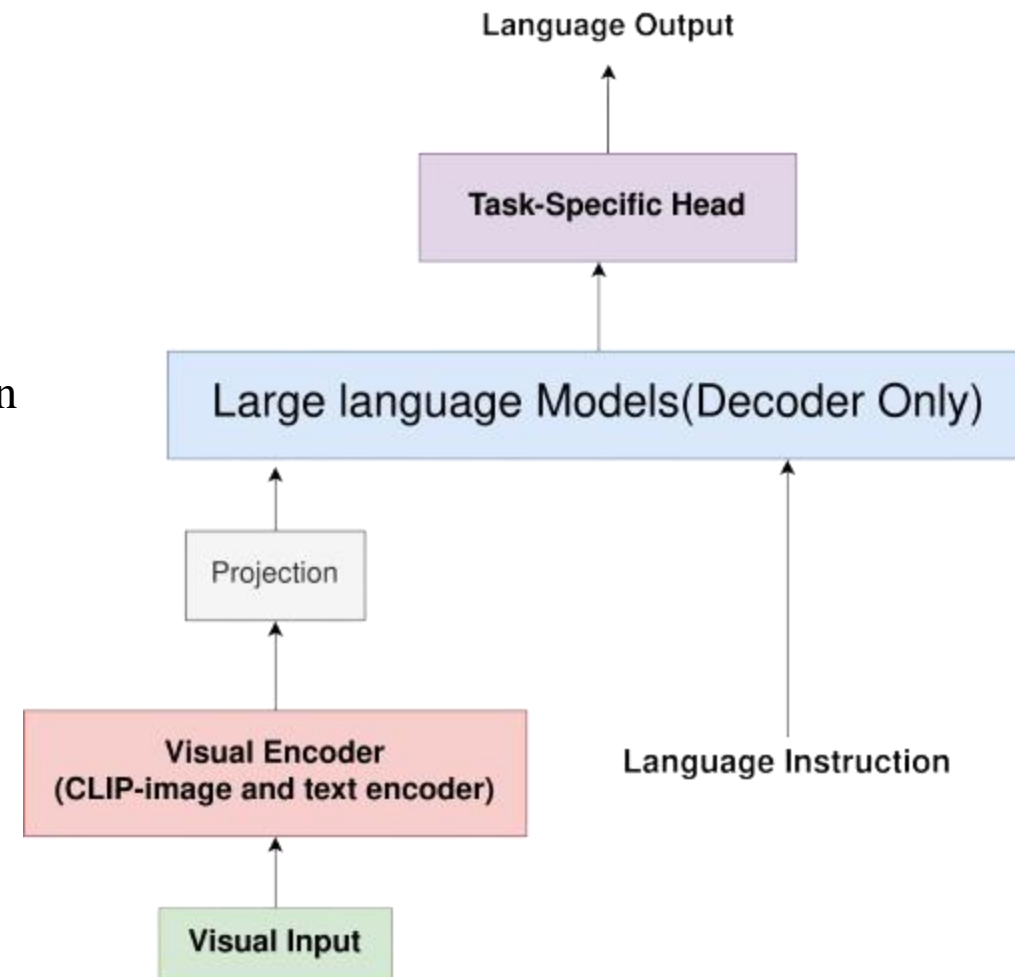 Language Output
Task-Specific Head
n
Large language Models(Decoder Only)
Projection
Visual Encoder
(CLIP-image and text encoder)
Language Instruction
Visual Input